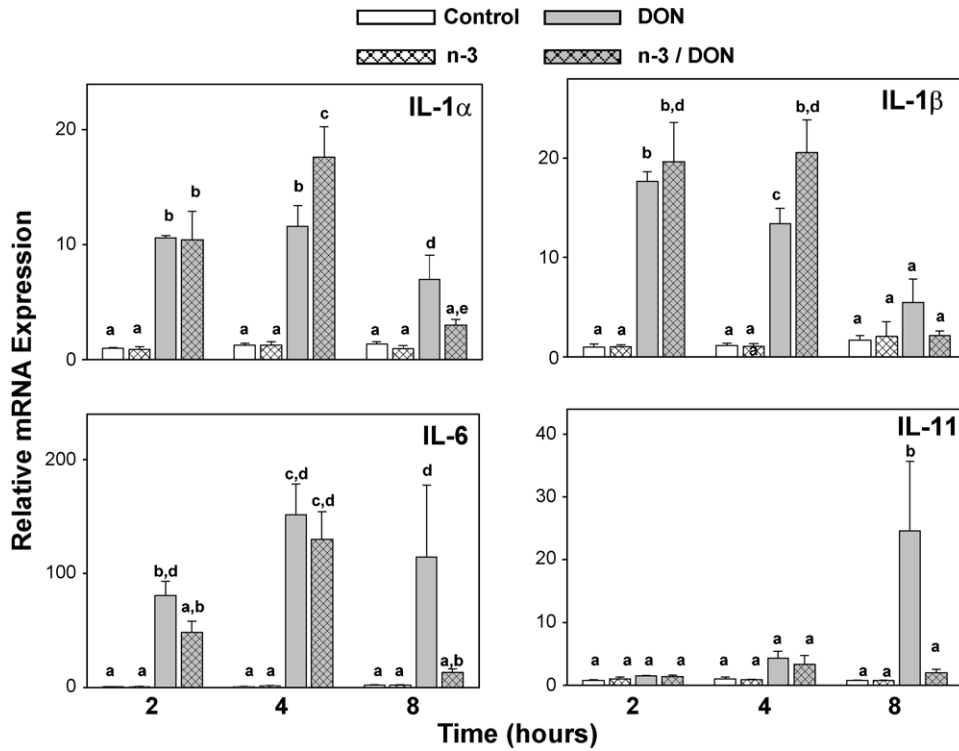 Control DON
n-3 n-3 / DON
Relative mRNA Expression
IL-1α
20
10
0
a a b b
a a b c
a a d a,e
IL-1β
20
10
0
a a b b,d
a a c b,d
a a a a
IL-6
200
100
0
a a b,d a,b
a a c,d c,d
a a d a,b
IL-11
40
30
20
10
0
a a a a
a a a a
a a b a
2 4 8
2 4 8
Time (hours)